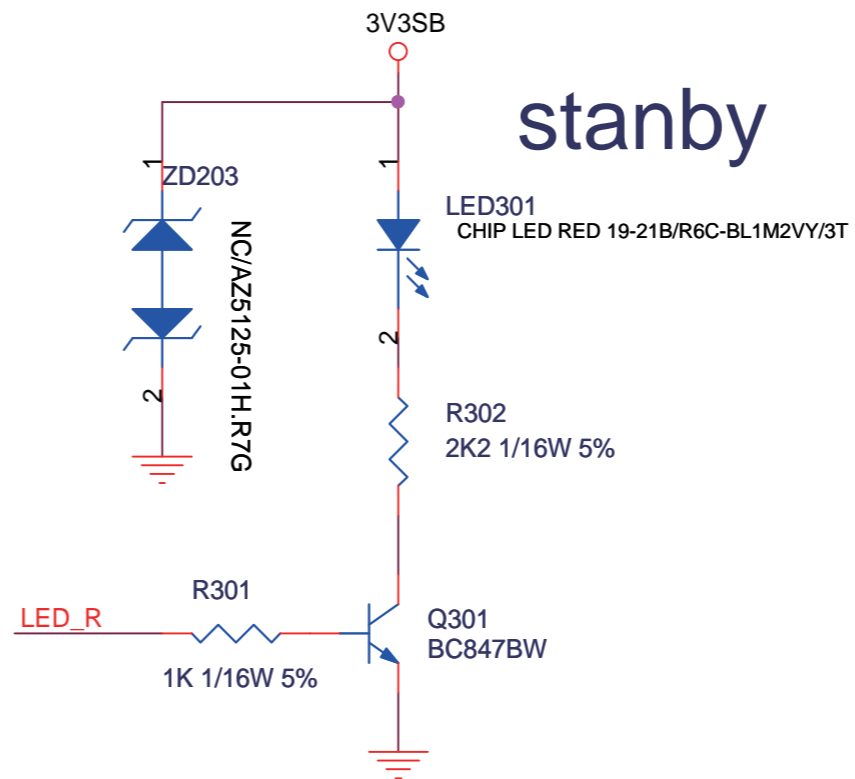 3V3SB
stanby
1
ZD203
1
LED301
CHIP LED RED 19-21B/R6C-BL1M2VY/3T
NC/AZ5125-01H.R7G
2
2
R302
2K2 1/16W 5%
R301
LED_R
Q301
BC847BW
1K 1/16W 5%